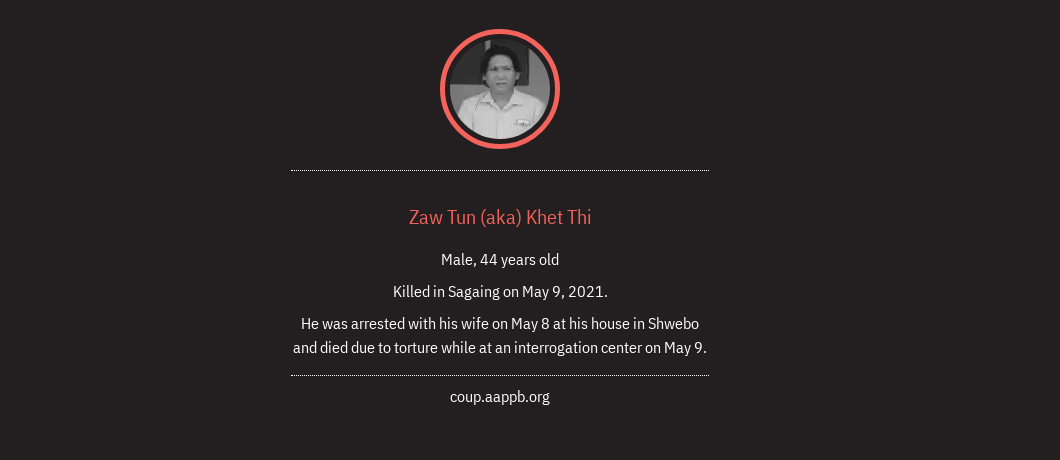 Zaw Tun (aka) Khet Thi
Male, 44 years old
Killed in Sagaing on May 9, 2021.
He was arrested with his wife on May 8 at his house in Shwebo
and died due to torture while at an interrogation center on May 9.
coup.aappb.org